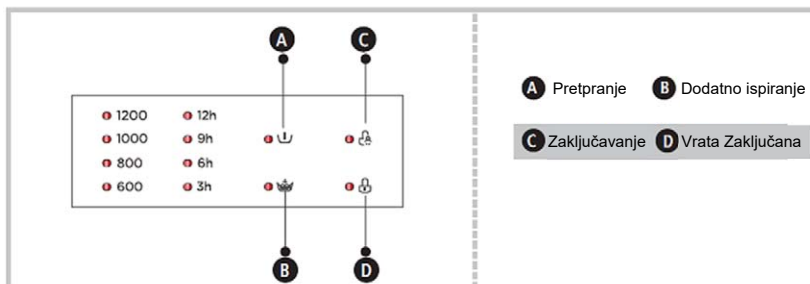 A C
1200 12h
1000 9h
800 6h
600 3h
B D
A Pretpranje B Dodatno ispiranje
C Zaključavanje D Vrata Zaključana